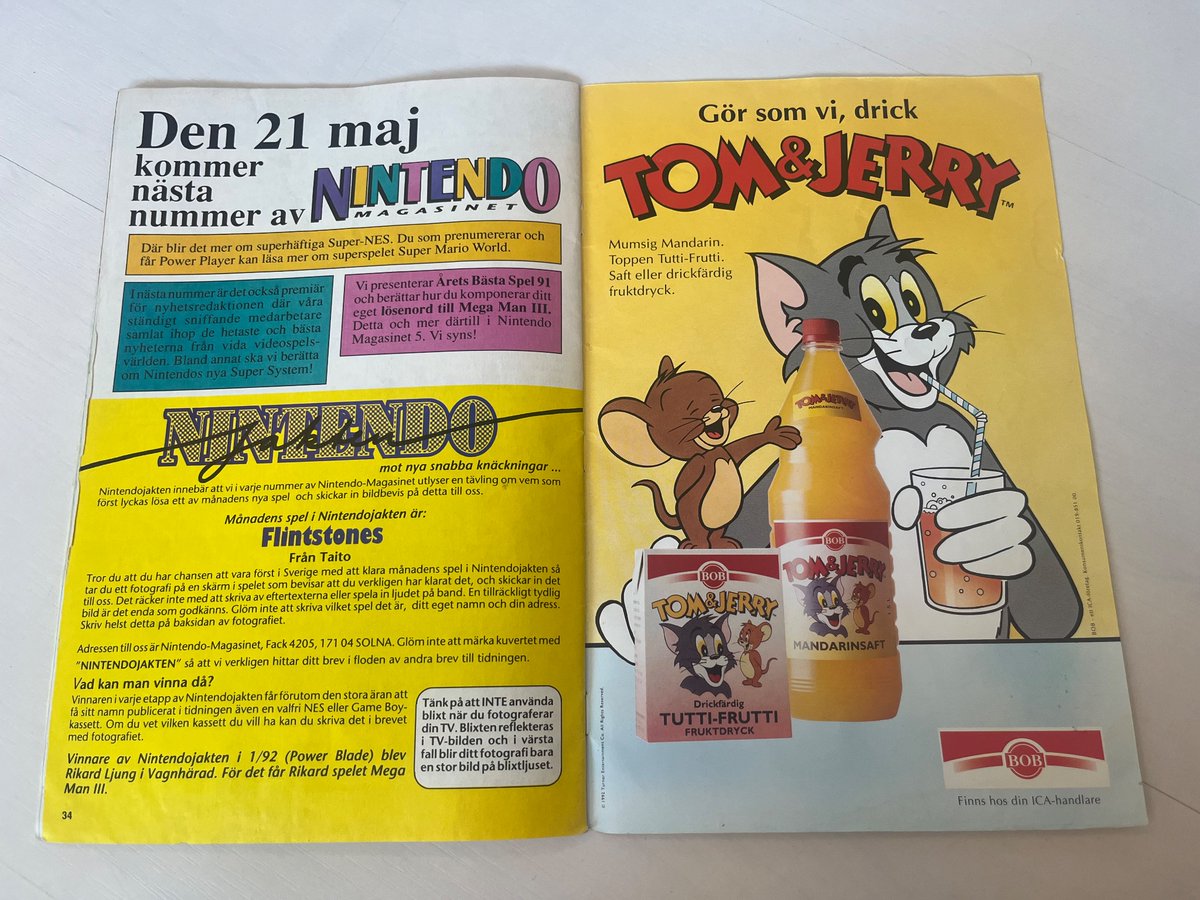 Den 21 maj
kommer
nästa
nummer av NINTENDO
MAGASINET
Där blir det mer om superhäftiga Super-NES. Du som prenumererar och
får Power Player kan läsa mer om superspelet Super Mario World.
I nästa nummer är det också premiär
för nyhetsredaktionen där våra
ständigt sniffande medarbetare
samlat ihop de hetaste och bästa
nyheterna från vida videospels-
världen. Bland annat ska vi berätta
om Nintendos nya Super System!
Vi presenterar Årets Bästa Spel 91
och berättar hur du komponerar ditt
eget lösenord till Mega Man III.
Detta och mer därtill i Nintendo
Magasinet 5. Vi syns!
NINTENDO
Jakten
mot nya snabba knäckningar ...
Nintendojakten innebär att vi i varje nummer av Nintendo-Magasinet utlyser en tävling om vem som
först lyckas lösa ett av månadens nya spel och skickar in bildbevis på detta till oss.
Månadens spel i Nintendojakten är:
Flintstones
Från Taito
Tror du att du har chansen att vara först i Sverige med att klara månadens spel i Nintendojakten så
tar du ett fotografi på en skärm i spelet som bevisar att du verkligen har klarat det, och skickar in det
till oss. Det räcker inte med att skriva av eftertexterna eller spela in ljudet på band. En tillräckligt tydlig
bild är det enda som godkänns. Glöm inte att skriva vilket spel det är, ditt eget namn och din adress.
Skriv helst detta på baksidan av fotografiet.
Adressen till oss är Nintendo-Magasinet, Fack 4205, 171 04 SOLNA. Glöm inte att märka kuvertet med
"NINTENDOJAKTEN" så att vi verkligen hittar ditt brev i floden av andra brev till tidningen.
Vad kan man vinna då?
Vinnaren i varje etapp av Nintendojakten får förutom den stora äran att
få sitt namn publicerat i tidningen även en valfri NES eller Game Boy-
kassett. Om du vet vilken kassett du vill ha kan du skriva det i brevet
med fotografiet.
Vinnare av Nintendojakten i 1/92 (Power Blade) blev
Rikard Ljung i Vagnhärad. För det får Rikard spelet Mega
Man III.
Tänk på att INTE använda
blixt när du fotograferar
din TV. Blixten reflekteras
i TV-bilden och i värsta
fall blir ditt fotografi bara
en stor bild på blixtljuset.
34
Gör som vi, drick
TOM&JERRY™
Mumsig Mandarin.
Toppen Tutti-Frutti.
Saft eller drickfärdig
fruktdryck.
TOM&JERRY
MANDARINSAFT
BOB
TOM&JERRY
MANDARINSAFT
BOB
TOM&JERRY
Drickfärdig
TUTTI-FRUTTI
FRUKTDRYCK
© 1992 Turner Entertainment Co. All Rights Reserved.
BOB - ett ICA-företag. Konsumentkontakt 019-851 00
BOB
Finns hos din ICA-handlare